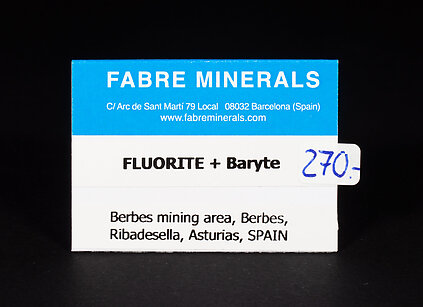 FABRE MINERALS
C/ Arc de Sant Martí 79 Local 08032 Barcelona (Spain)
www.fabreminerals.com
FLUORITE + Baryte
270.-
Berbes mining area, Berbes,
Ribadesella, Asturias, SPAIN